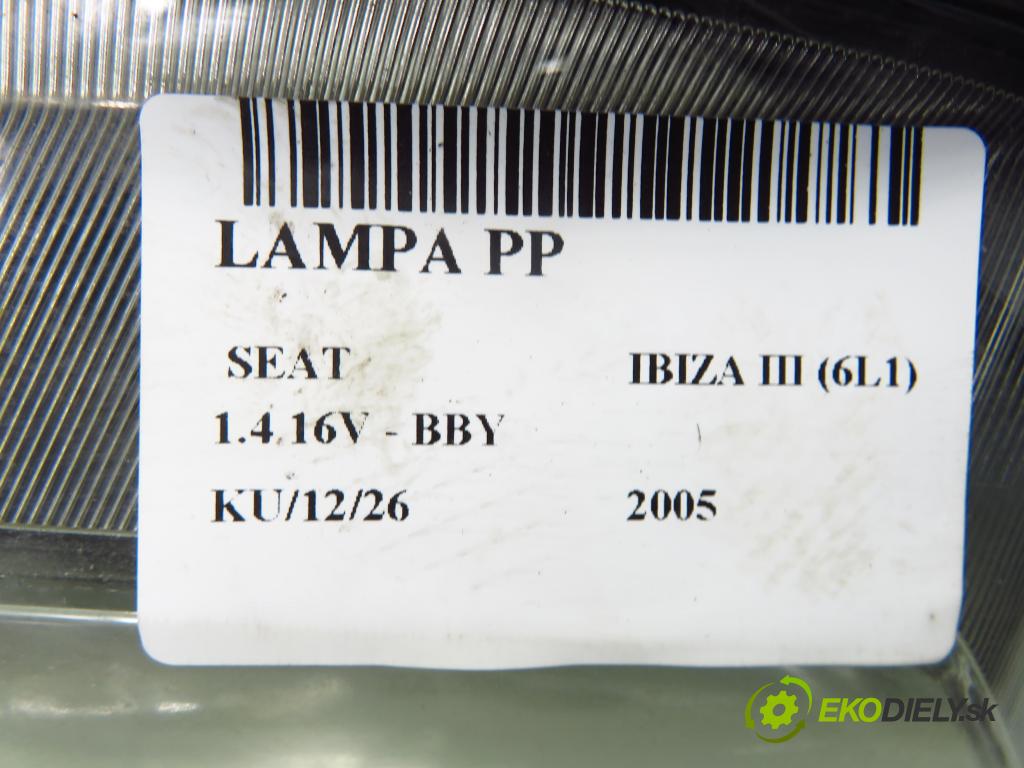 LAMPA PP
SEAT IBIZA III (6L1)
1.4 16V - BBY
KU/12/26 2005
EKODIELY.sk